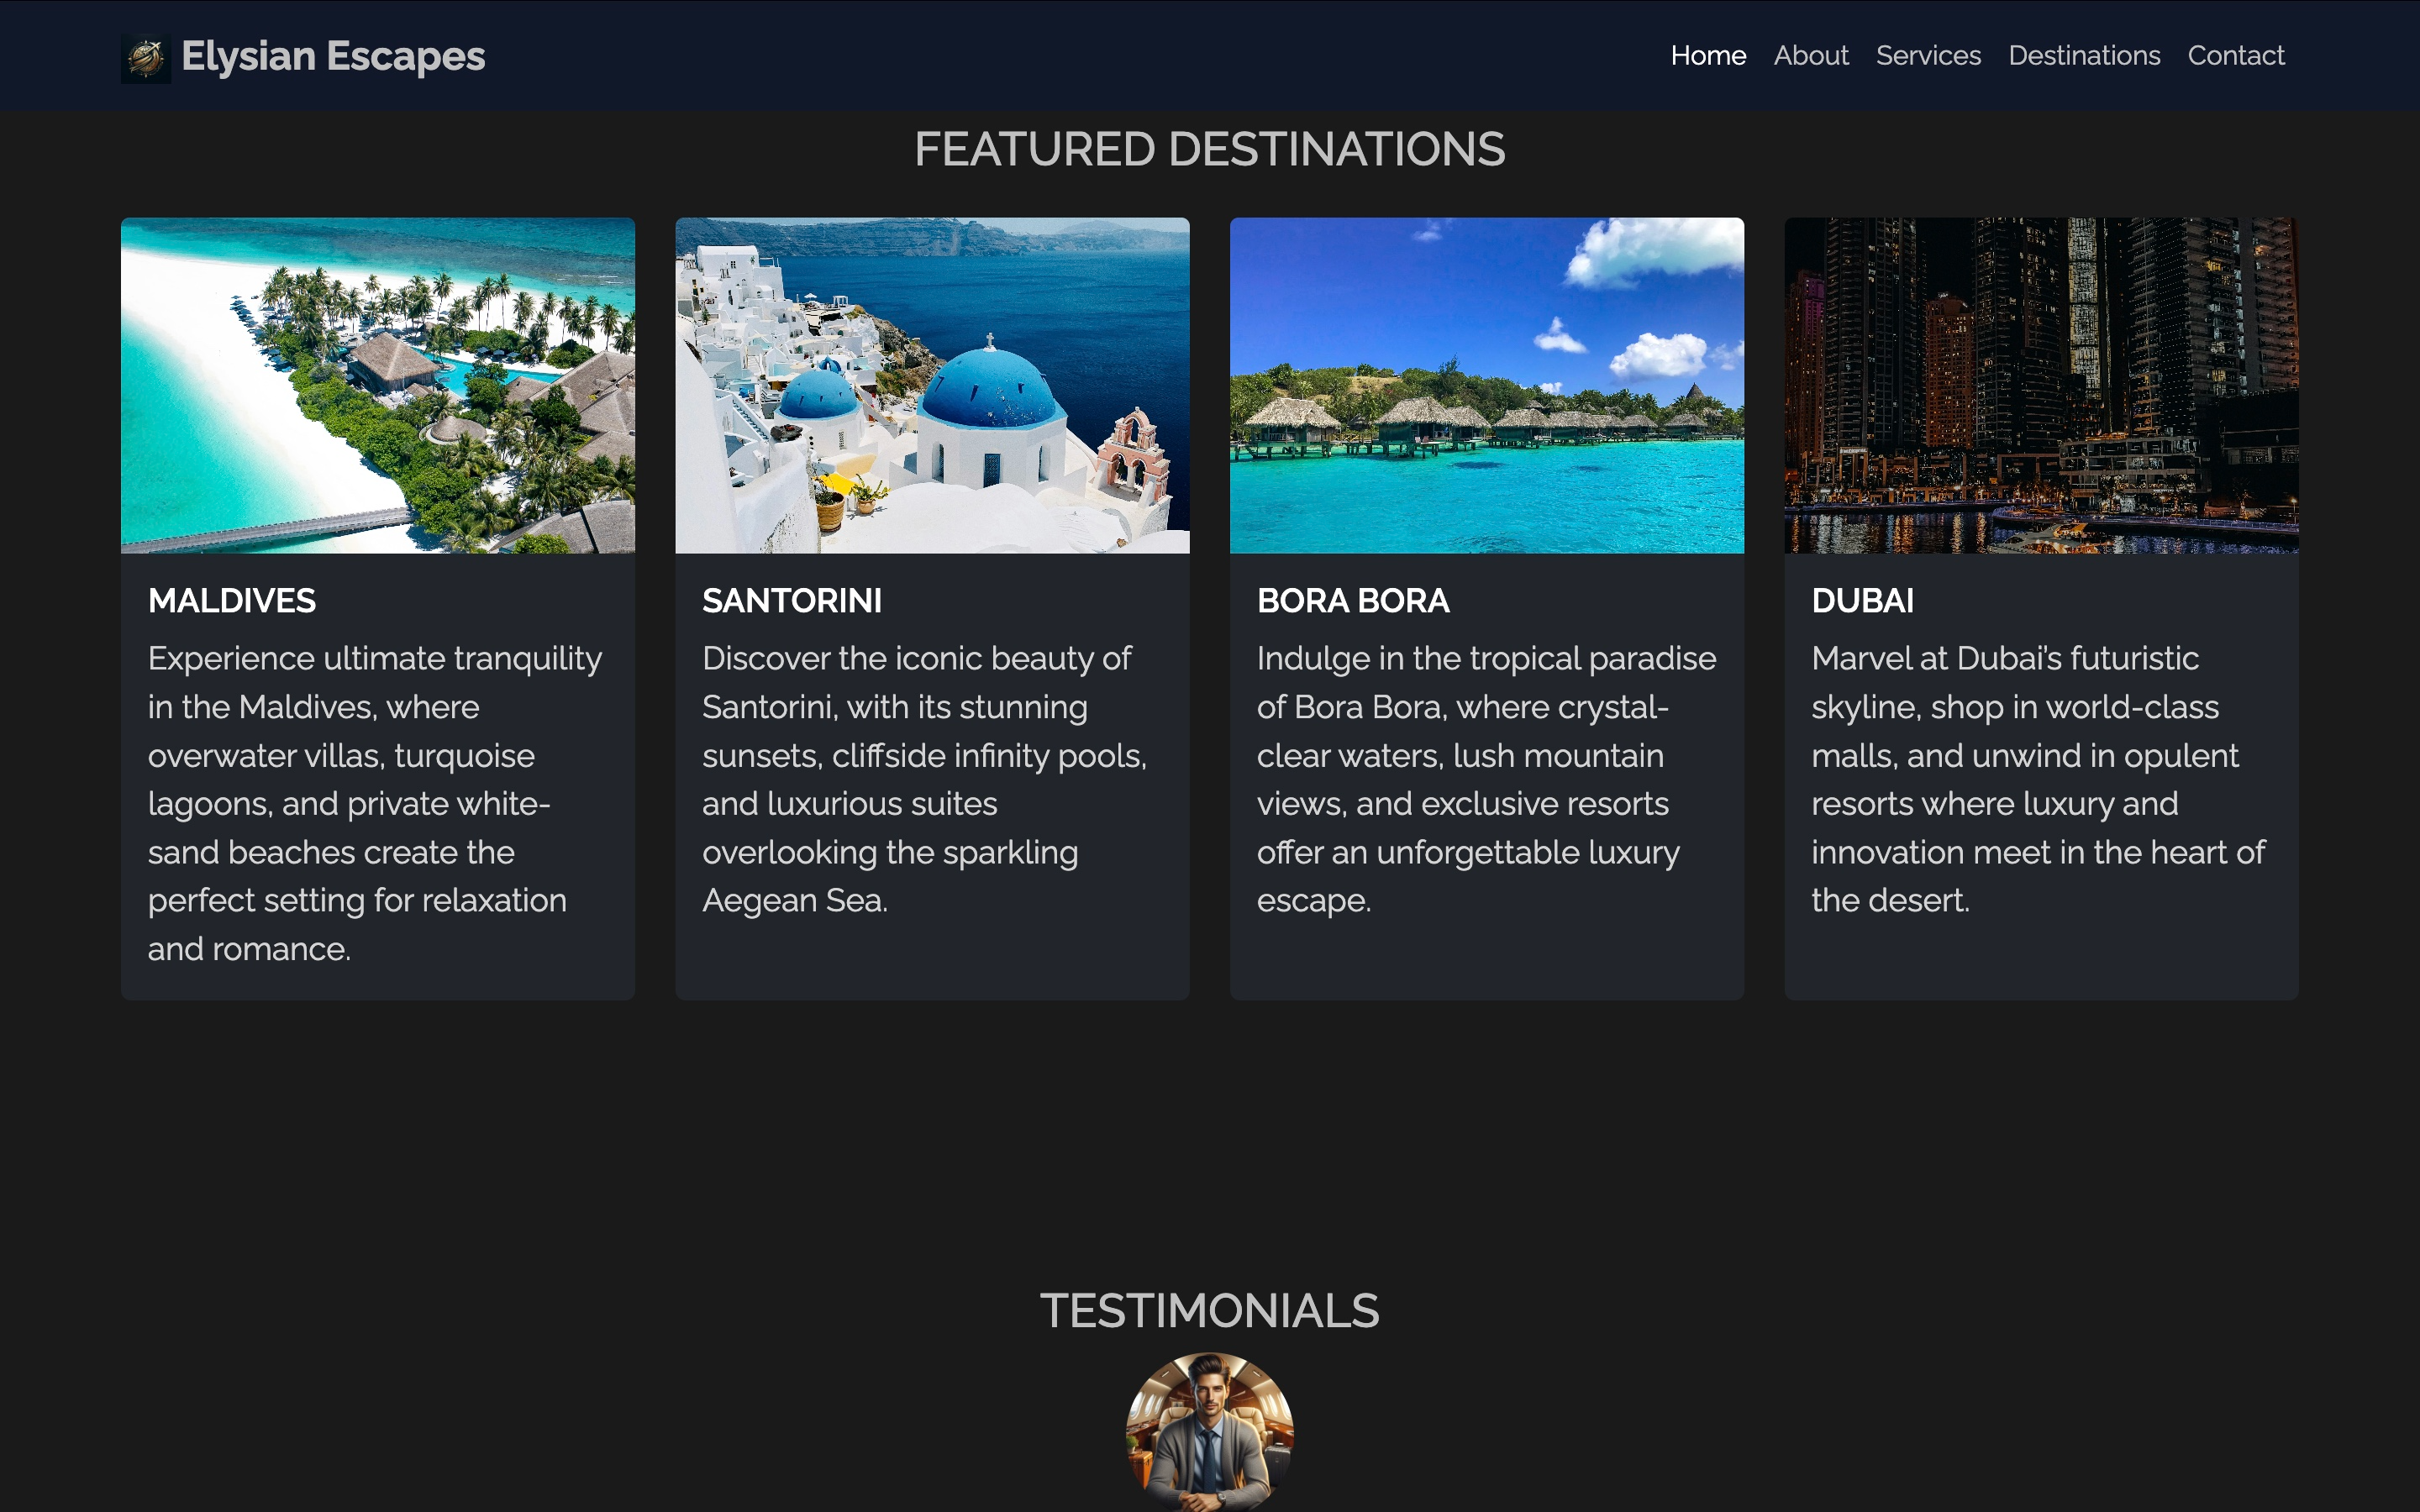 Elysian Escapes
Home About Services Destinations Contact
FEATURED DESTINATIONS
MALDIVES
Experience ultimate tranquility
in the Maldives, where
overwater villas, turquoise
lagoons, and private white-
sand beaches create the
perfect setting for relaxation
and romance.
SANTORINI
Discover the iconic beauty of
Santorini, with its stunning
sunsets, cliffside infinity pools,
and luxurious suites
overlooking the sparkling
Aegean Sea.
BORA BORA
Indulge in the tropical paradise
of Bora Bora, where crystal-
clear waters, lush mountain
views, and exclusive resorts
offer an unforgettable luxury
escape.
DUBAI
Marvel at Dubai's futuristic
skyline, shop in world-class
malls, and unwind in opulent
resorts where luxury and
innovation meet in the heart of
the desert.
TESTIMONIALS